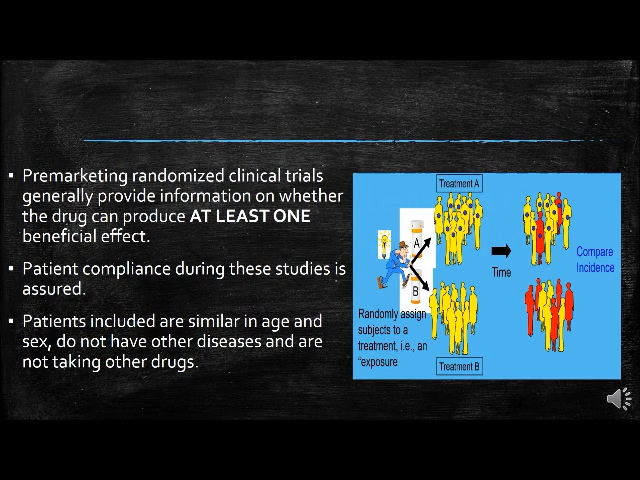 ▪ Premarketing randomized clinical trials
generally provide information on whether
the drug can produce AT LEAST ONE
beneficial effect.
▪ Patient compliance during these studies is
assured.
▪ Patients included are similar in age and
sex, do not have other diseases and are
not taking other drugs.
Treatment A
A
B
Time
Compare
Incidence
Randomly assign
subjects to a
treatment, i.e., an
"exposure
Treatment B